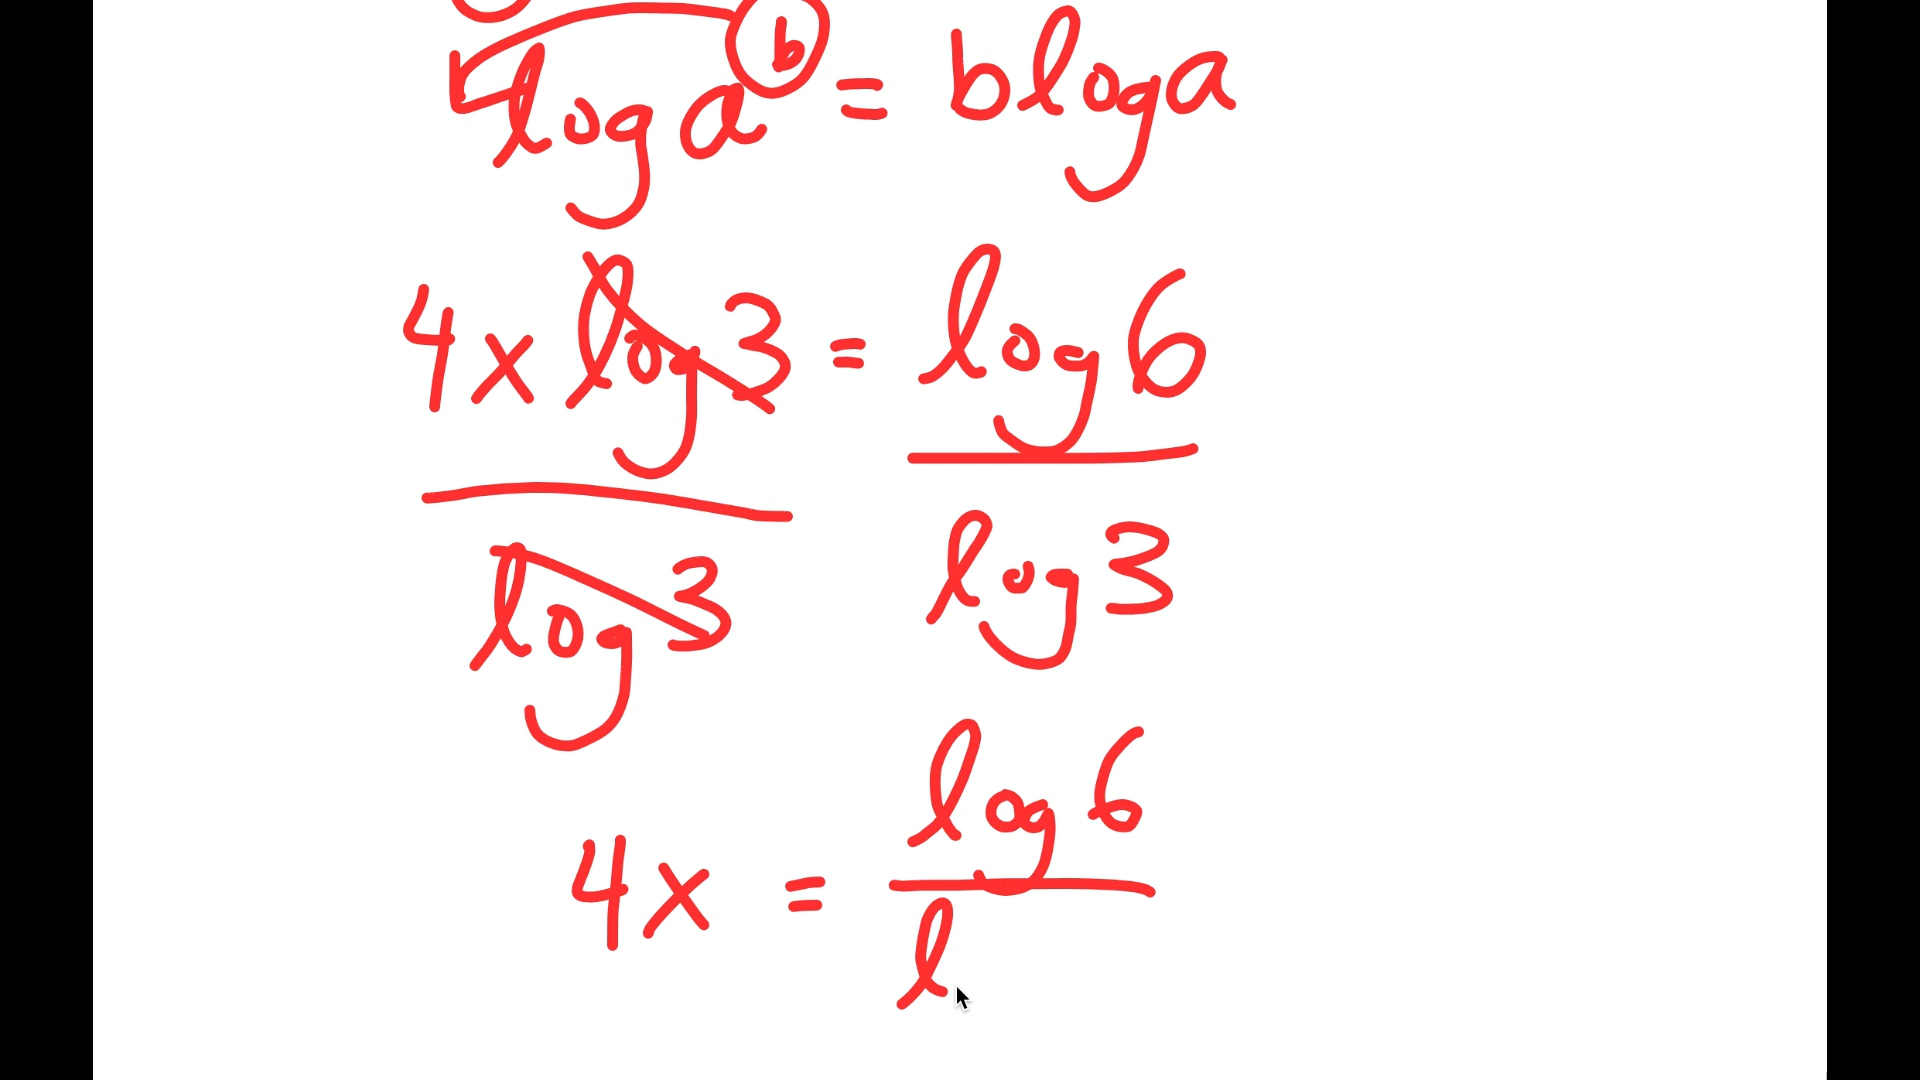 log a^b = b log a
4x log 3 = log 6
log 3 log 3
4x = log 6
l